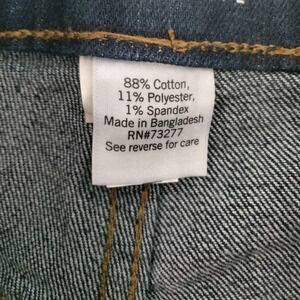 88% Cotton,
11% Polyester,
1% Spandex
Made in Bangladesh
RN#73277
See reverse for care